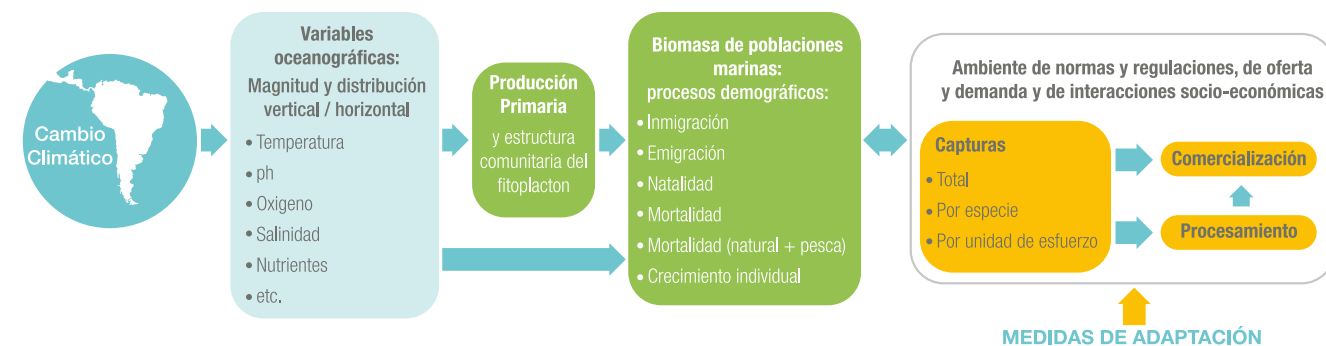 Cambio
Climático
Variables
oceanográficas:
Magnitud y distribución
vertical / horizontal
• Temperatura
• ph
• Oxigeno
• Salinidad
• Nutrientes
• etc.
Producción
Primaria
y estructura
comunitaria del
fitoplacton
Biomasa de poblaciones
marinas:
procesos demográficos:
• Inmigración
• Emigración
• Natalidad
• Mortalidad
• Mortalidad (natural + pesca)
• Crecimiento individual
Ambiente de normas y regulaciones, de oferta
y demanda y de interacciones socio-económicas
Capturas
• Total
• Por especie
• Por unidad de esfuerzo
Comercialización
Procesamiento
MEDIDAS DE ADAPTACIÓN